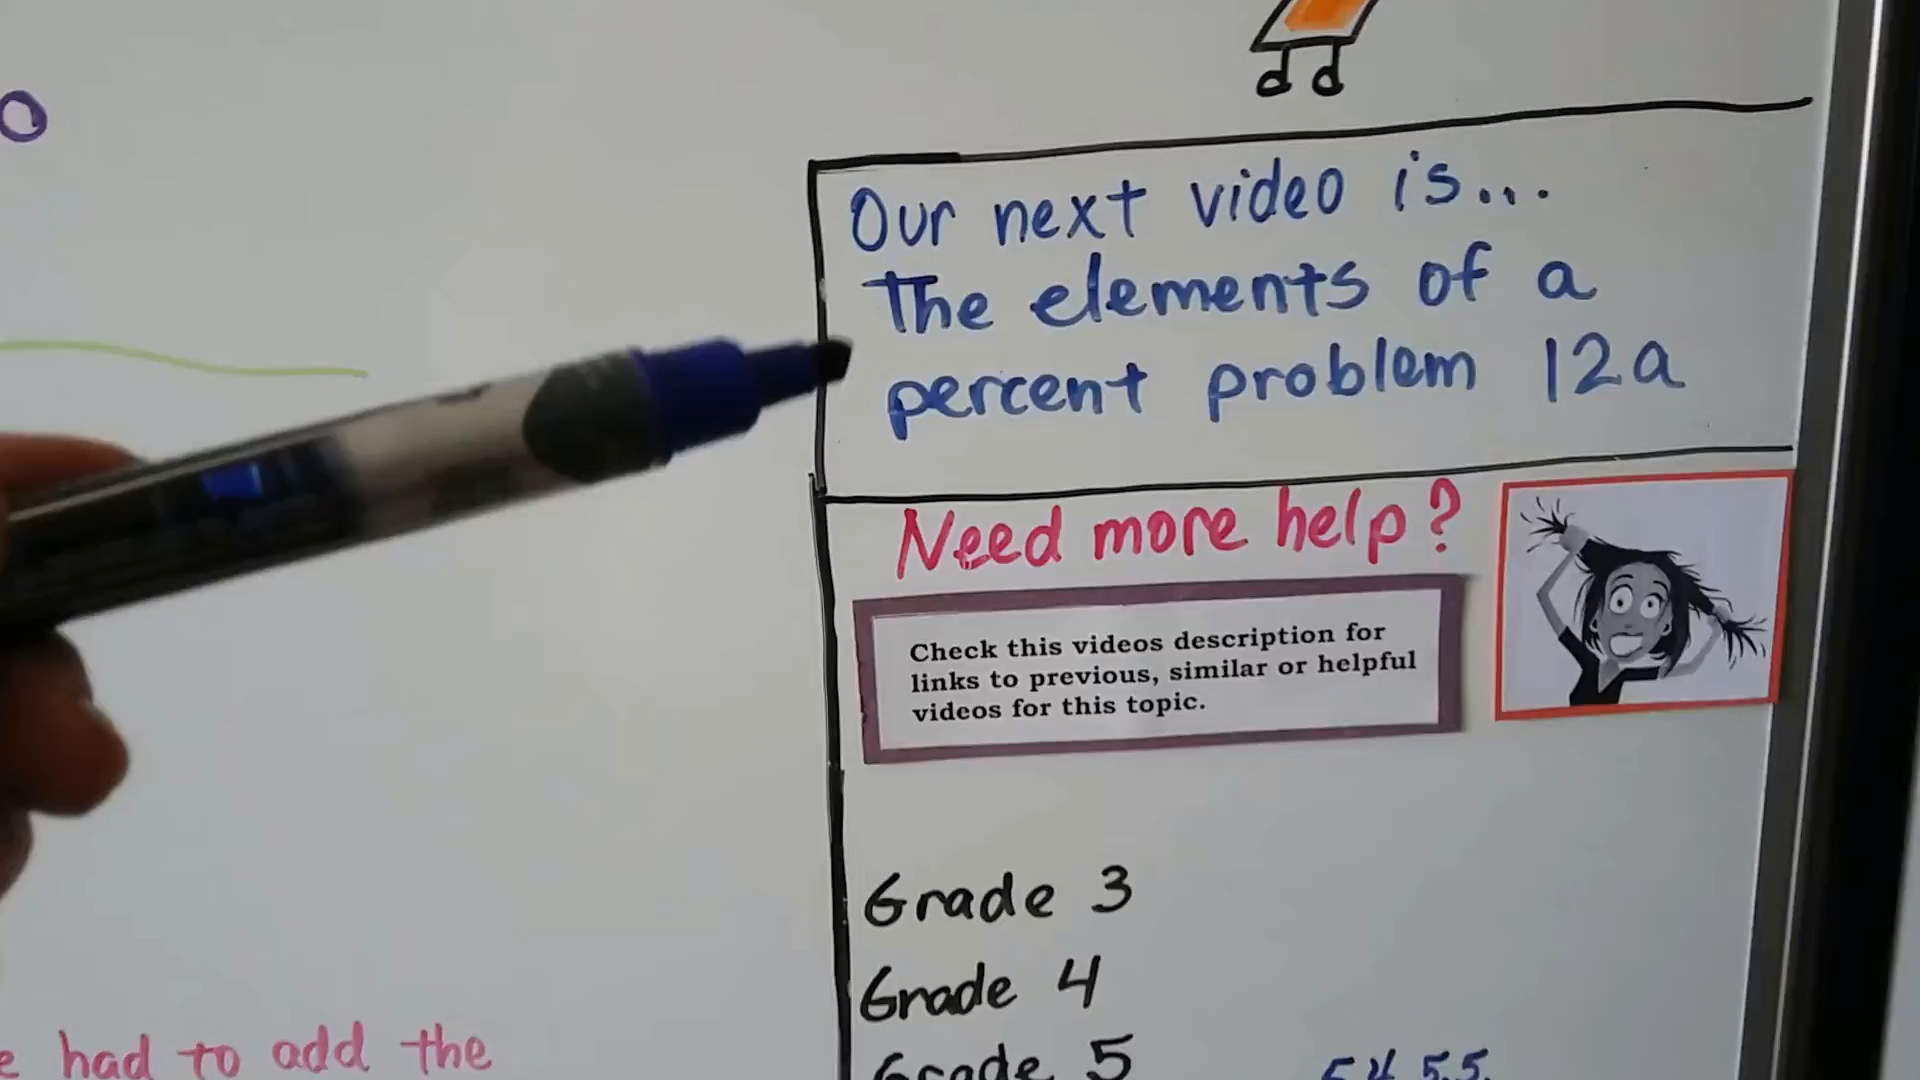 Our next video is...
The elements of a
percent problem 12a
Need more help?
Check this videos description for
links to previous, similar or helpful
videos for this topic.
Grade 3
Grade 4
Grade 5
had to add the